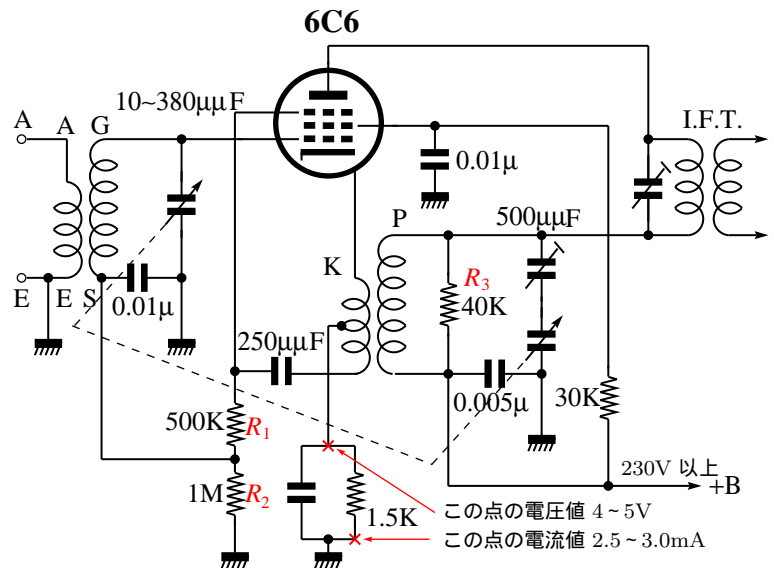 6C6
10~380μμF
A A G
I.F.T.
0.01μ
P
500μμF
K
R3
40K
E E S
0.01μ
250μμF
0.005μ
30K
500K R1
230V 以上
+B
1M R2
1.5K
この点の電圧値 4~5V
この点の電流値 2.5~3.0mA